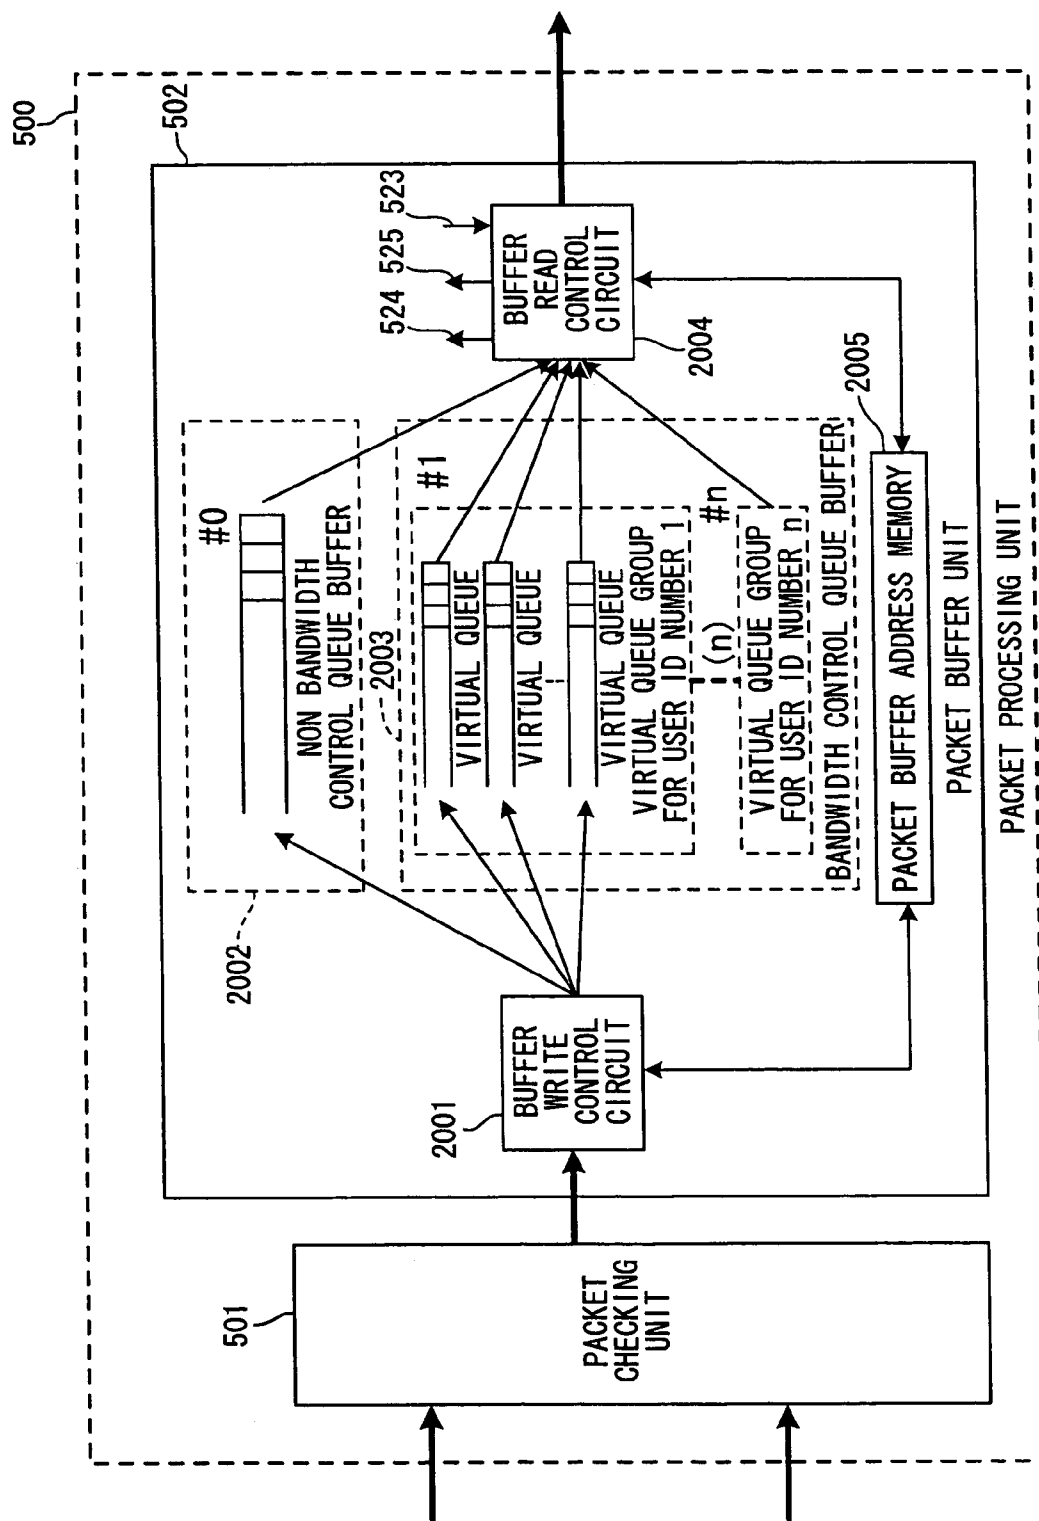 500
502
501
PACKET
CHECKING
UNIT
2001
BUFFER
WRITE
CONTROL
CIRCUIT
2002
#0
NON BANDWIDTH
CONTROL QUEUE BUFFER
2003
#1
VIRTUAL QUEUE
VIRTUAL QUEUE
VIRTUAL QUEUE
VIRTUAL QUEUE GROUP
FOR USER ID NUMBER 1
(n)
#n
VIRTUAL QUEUE GROUP
FOR USER ID NUMBER n
BANDWIDTH CONTROL QUEUE BUFFER
524
525
523
BUFFER
READ
CONTROL
CIRCUIT
2004
2005
PACKET BUFFER ADDRESS MEMORY
PACKET BUFFER UNIT
PACKET PROCESSING UNIT